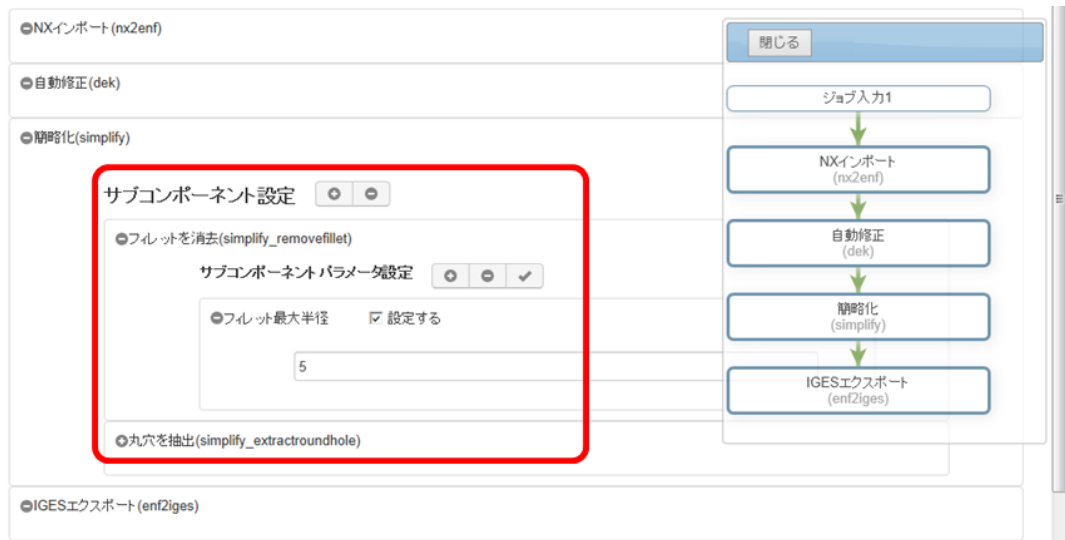 NXインポート(nx2enf)
自動修正(dek)
簡略化(simplify)
サブコンポーネント設定
フィレットを消去(simplify_removefillet)
サブコンポーネントパラメータ設定
フィレット最大半径 設定する
5
丸穴を抽出(simplify_extractroundhole)
IGESエクスポート(enf2iges)
閉じる
ジョブ入力1
NXインポート
(nx2enf)
自動修正
(dek)
簡略化
(simplify)
IGESエクスポート
(enf2iges)